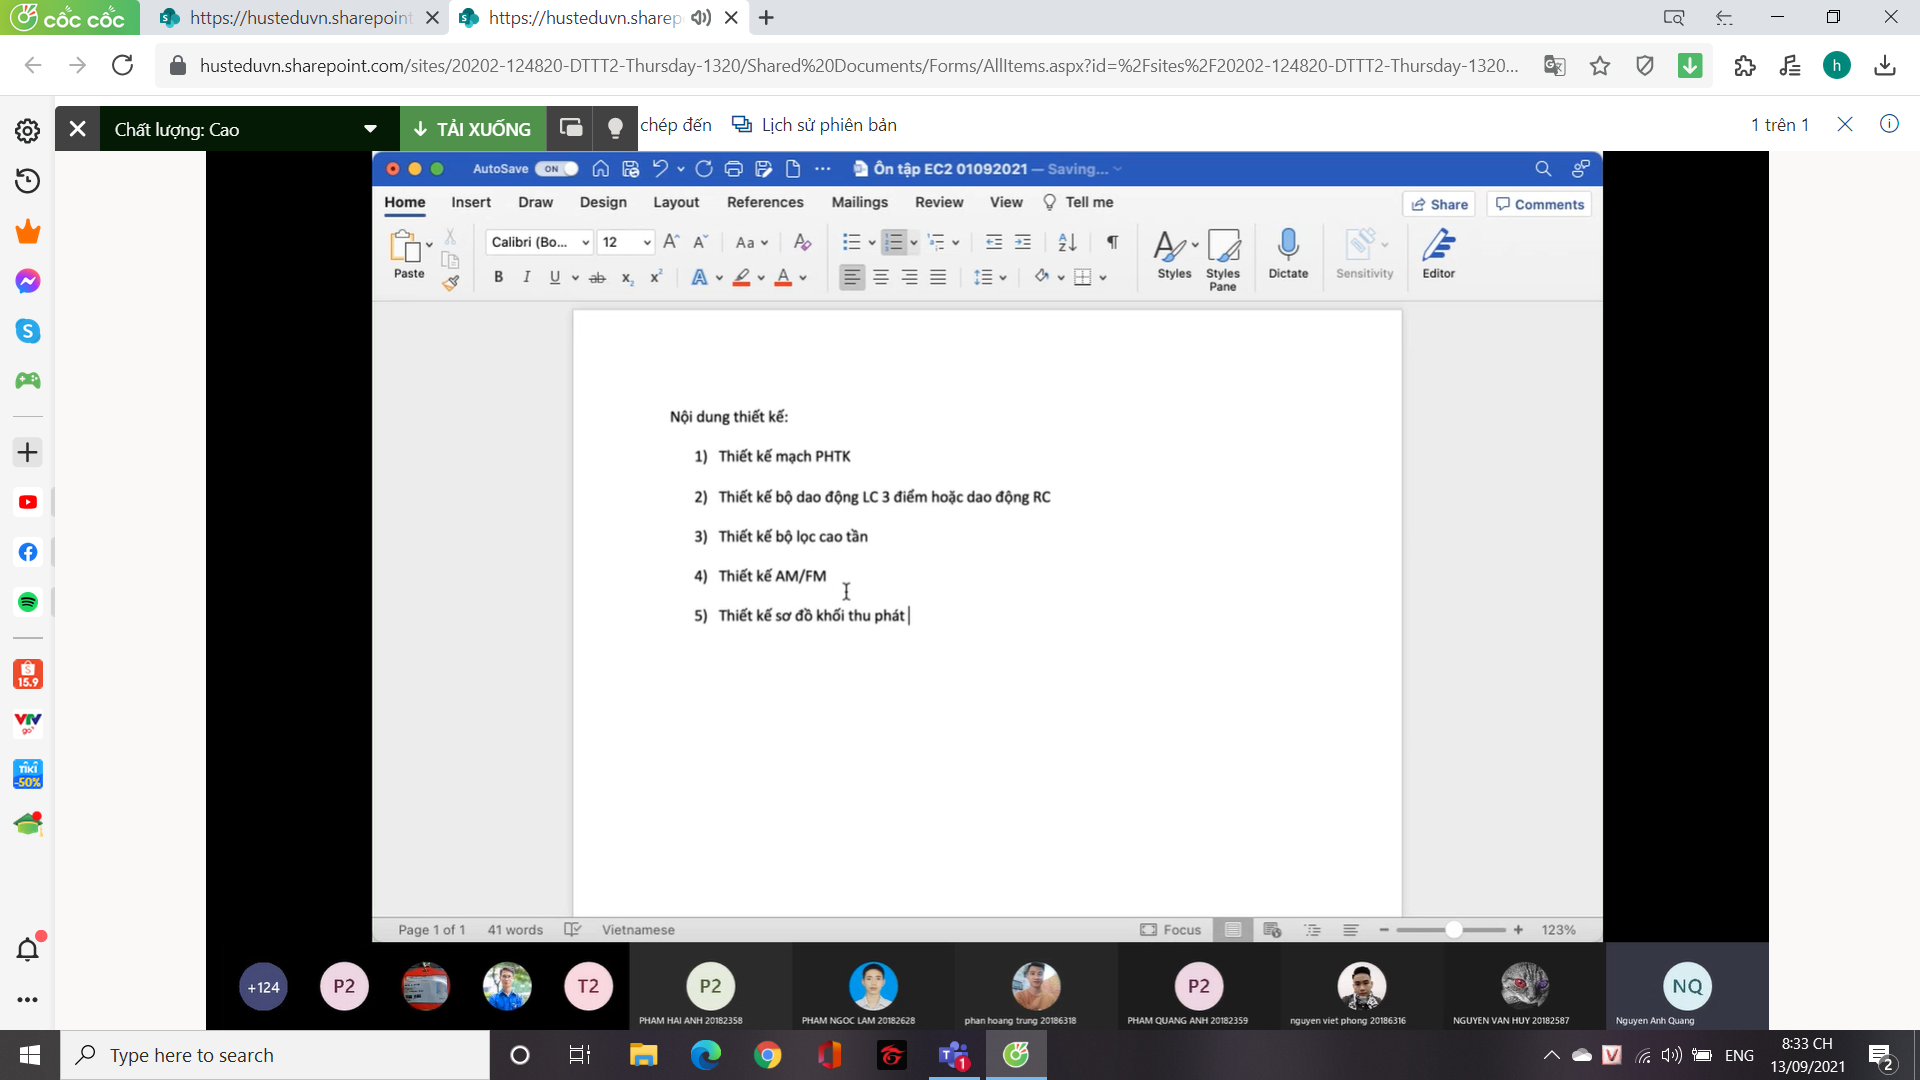 cốc cốc
https://husteduvn.sharepoint
https://husteduvn.sharep
husteduvn.sharepoint.com/sites/20202-124820-DTTT2-Thursday-1320/Shared%20Documents/Forms/AllItems.aspx?id=%2Fsites%2F20202-124820-DTTT2-Thursday-1320...
h
Chất lượng: Cao
TẢI XUỐNG
chép đến
Lịch sử phiên bản
1 trên 1
AutoSave ON
Ôn tập EC2 01092021 — Saving...
Home Insert Draw Design Layout References Mailings Review View Tell me
Share
Comments
Paste
Calibri (Bo...
12
Aa
B I U ab x₂ x²
Styles
Styles Pane
Dictate
Sensitivity
Editor
Nội dung thiết kế:
1) Thiết kế mạch PHTK
2) Thiết kế bộ dao động LC 3 điểm hoặc dao động RC
3) Thiết kế bộ lọc cao tần
4) Thiết kế AM/FM
5) Thiết kế sơ đồ khối thu phát
Page 1 of 1 41 words Vietnamese
Focus
123%
15.9
VTV go
TIKI -50%
+124
P2
T2
P2
PHAM HAI ANH 20182358
PHAM NGOC LAM 20182628
phan hoang trung 20186318
P2
PHAM QUANG ANH 20182359
nguyen viet phong 20186316
NGUYEN VAN HUY 20182587
NQ
Nguyen Anh Quang
Type here to search
1
ENG
8:33 CH
13/09/2021
2